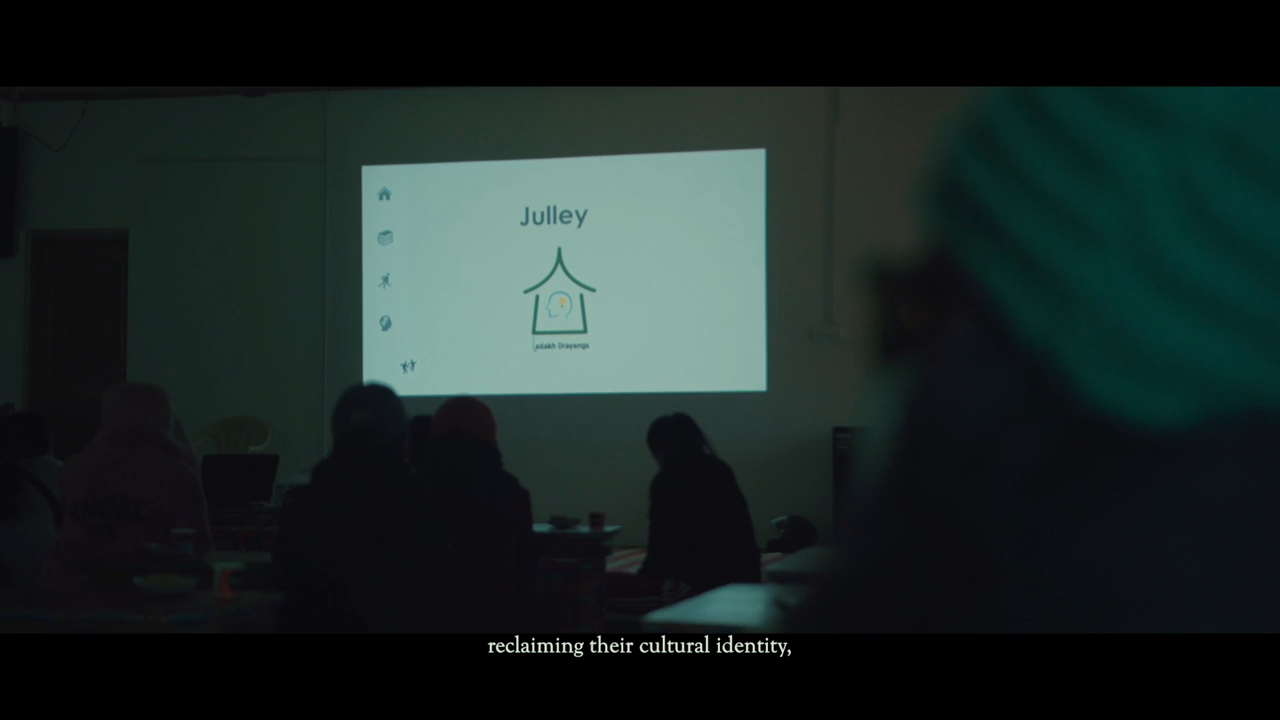 Julley
adakh Drayangs
reclaiming their cultural identity,